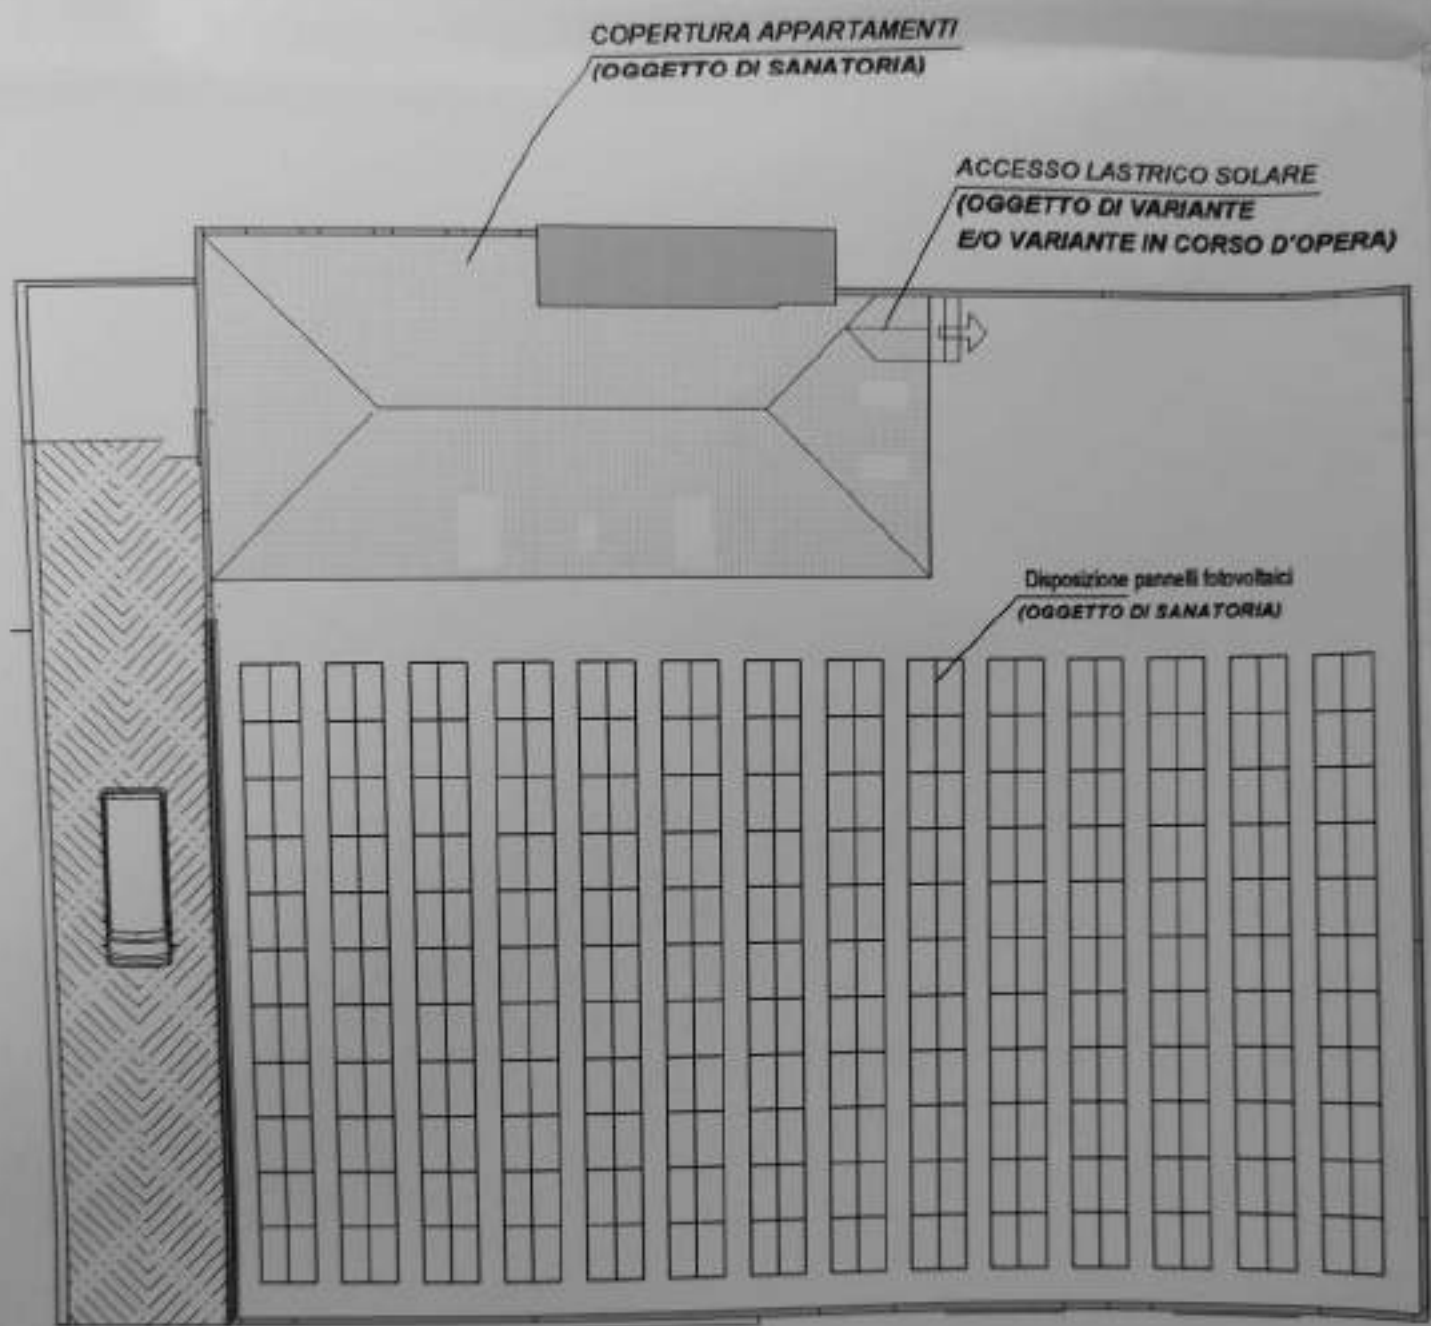 COPERTURA APPARTAMENTI
(OGGETTO DI SANATORIA)
ACCESSO LASTRICO SOLARE
(OGGETTO DI VARIANTE
E/O VARIANTE IN CORSO D'OPERA)
Disposizione pannelli fotovoltaici
(OGGETTO DI SANATORIA)